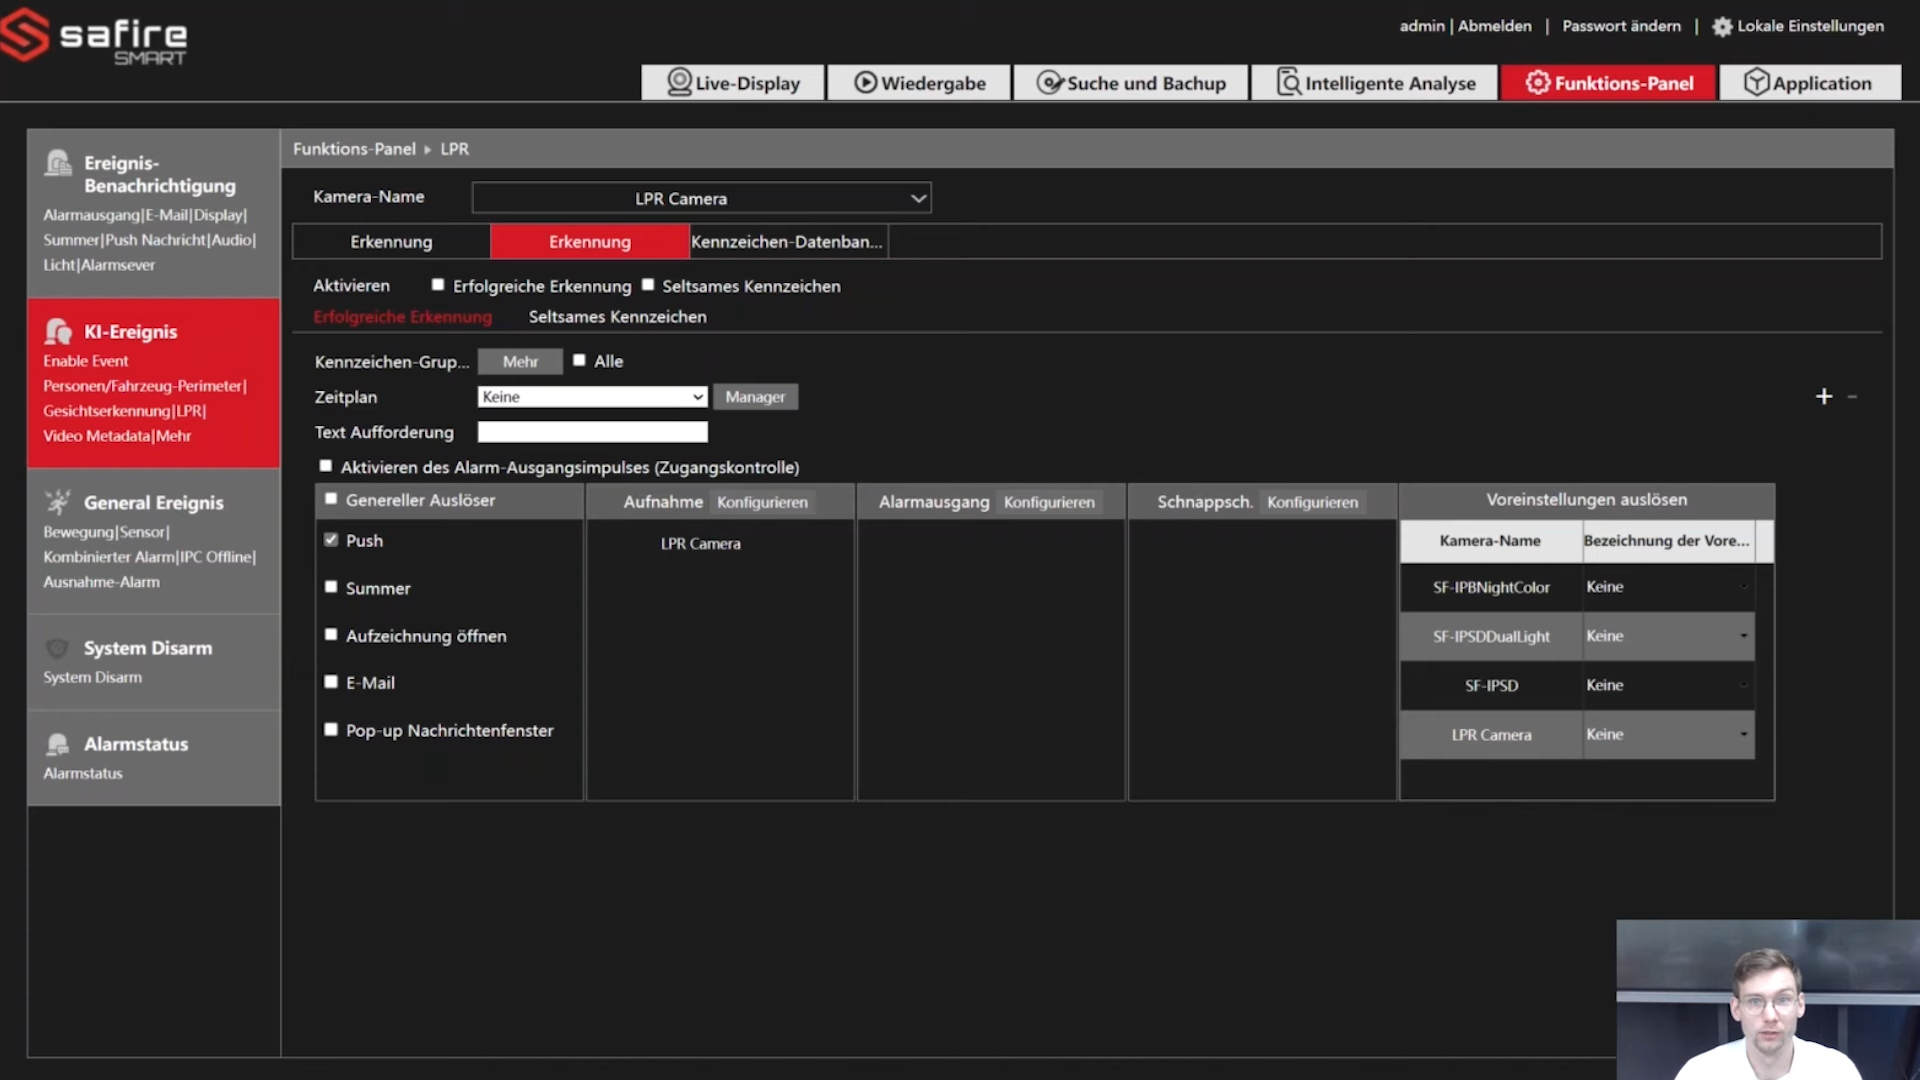 safire
SMART
admin | Abmelden | Passwort ändern | Lokale Einstellungen
Live-Display
Wiedergabe
Suche und Bachup
Intelligente Analyse
Funktions-Panel
Application
Ereignis-
Benachrichtigung
Alarmausgang|E-Mail|Display|
Summer|Push Nachricht|Audio|
Licht|Alarmsever
KI-Ereignis
Enable Event
Personen/Fahrzeug-Perimeter|
Gesichtserkennung|LPR|
Video Metadata|Mehr
General Ereignis
Bewegung|Sensor|
Kombinierter Alarm|IPC Offline|
Ausnahme-Alarm
System Disarm
System Disarm
Alarmstatus
Alarmstatus
Funktions-Panel ▸ LPR
Kamera-Name LPR Camera
Erkennung Erkennung Kennzeichen-Datenban...
Aktivieren Erfolgreiche Erkennung Seltsames Kennzeichen
Erfolgreiche Erkennung Seltsames Kennzeichen
Kennzeichen-Grup... Mehr Alle
Zeitplan Keine Manager + -
Text Aufforderung
Aktivieren des Alarm-Ausgangsimpulses (Zugangskontrolle)
Genereller Auslöser
Push
Summer
Aufzeichnung öffnen
E-Mail
Pop-up Nachrichtenfenster
Aufnahme Konfigurieren
LPR Camera
Alarmausgang Konfigurieren
Schnappsch. Konfigurieren
Voreinstellungen auslösen
Kamera-Name Bezeichnung der Vore...
SF-IPBNightColor Keine
SF-IPSDDualLight Keine
SF-IPSD Keine
LPR Camera Keine